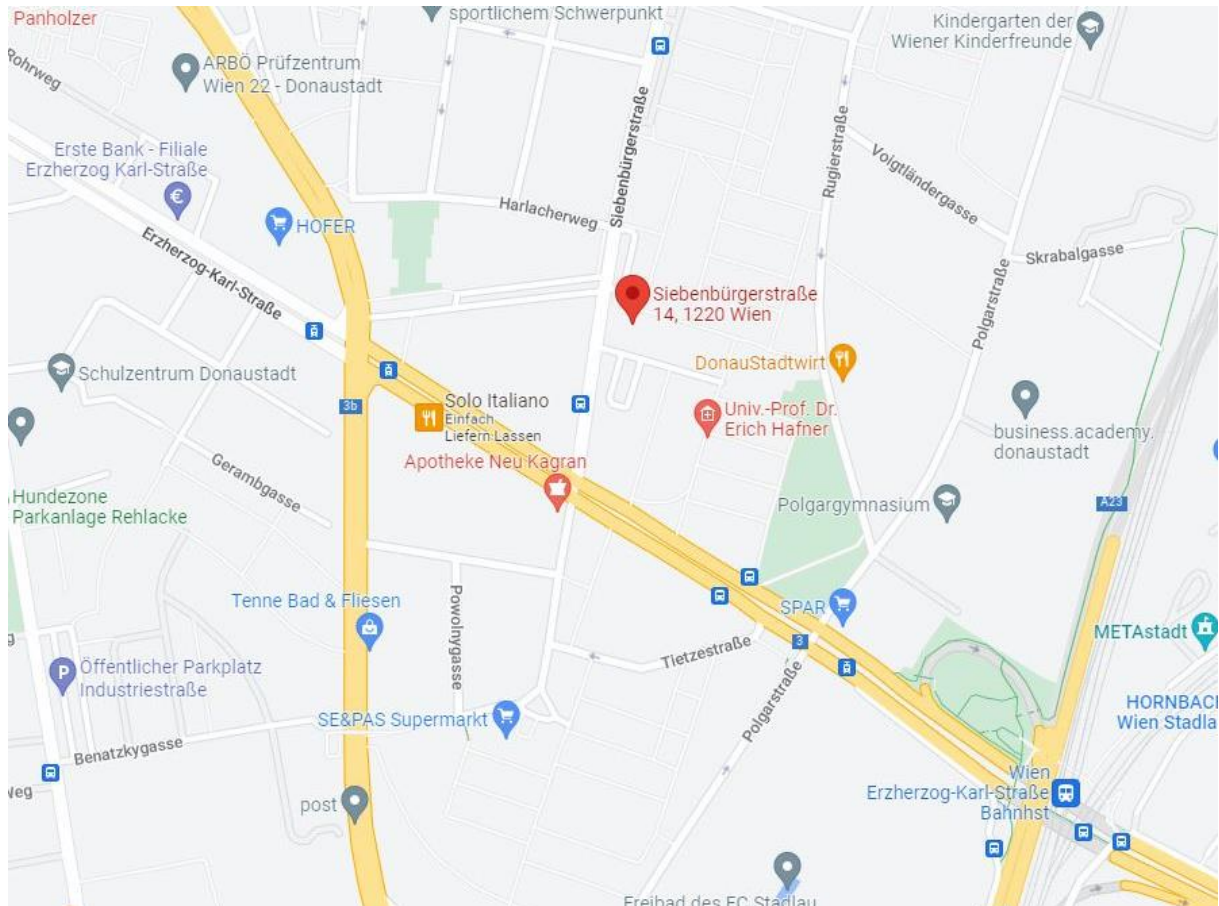 Panholzer
sportlichem Schwerpunkt
Kindergarten der
Wiener Kinderfreunde
Rohrweg
ARBÖ Prüfzentrum
Wien 22 - Donaustadt
Siebenbürgerstraße
Rugierstraße
Voigtländergasse
Erste Bank - Filiale
Erzherzog Karl-Straße
€
HOFER
Harlacherweg
Erzherzog-Karl-Straße
Skrabalgasse
Siebenbürgerstraße
14, 1220 Wien
Polgarstraße
DonauStadtwirt
Schulzentrum Donaustadt
3b
Solo Italiano
Einfach
Liefern Lassen
Univ.-Prof. Dr.
Erich Hafner
business.academy.
donaustadt
Apotheke Neu Kagran
Gerambgasse
Hundezone
Parkanlage Rehlacke
Polgargymnasium
A23
Tenne Bad & Fliesen
Powolnygasse
SPAR
3
METAstadt
Tietzestraße
P
Öffentlicher Parkplatz
Industriestraße
Polgarstraße
SE&PAS Supermarkt
HORNBACH
Wien Stadla
Benatzkygasse
Wien
Erzherzog-Karl-Straße
Bahnhst
weg
post
Freibad des FC Stadlau